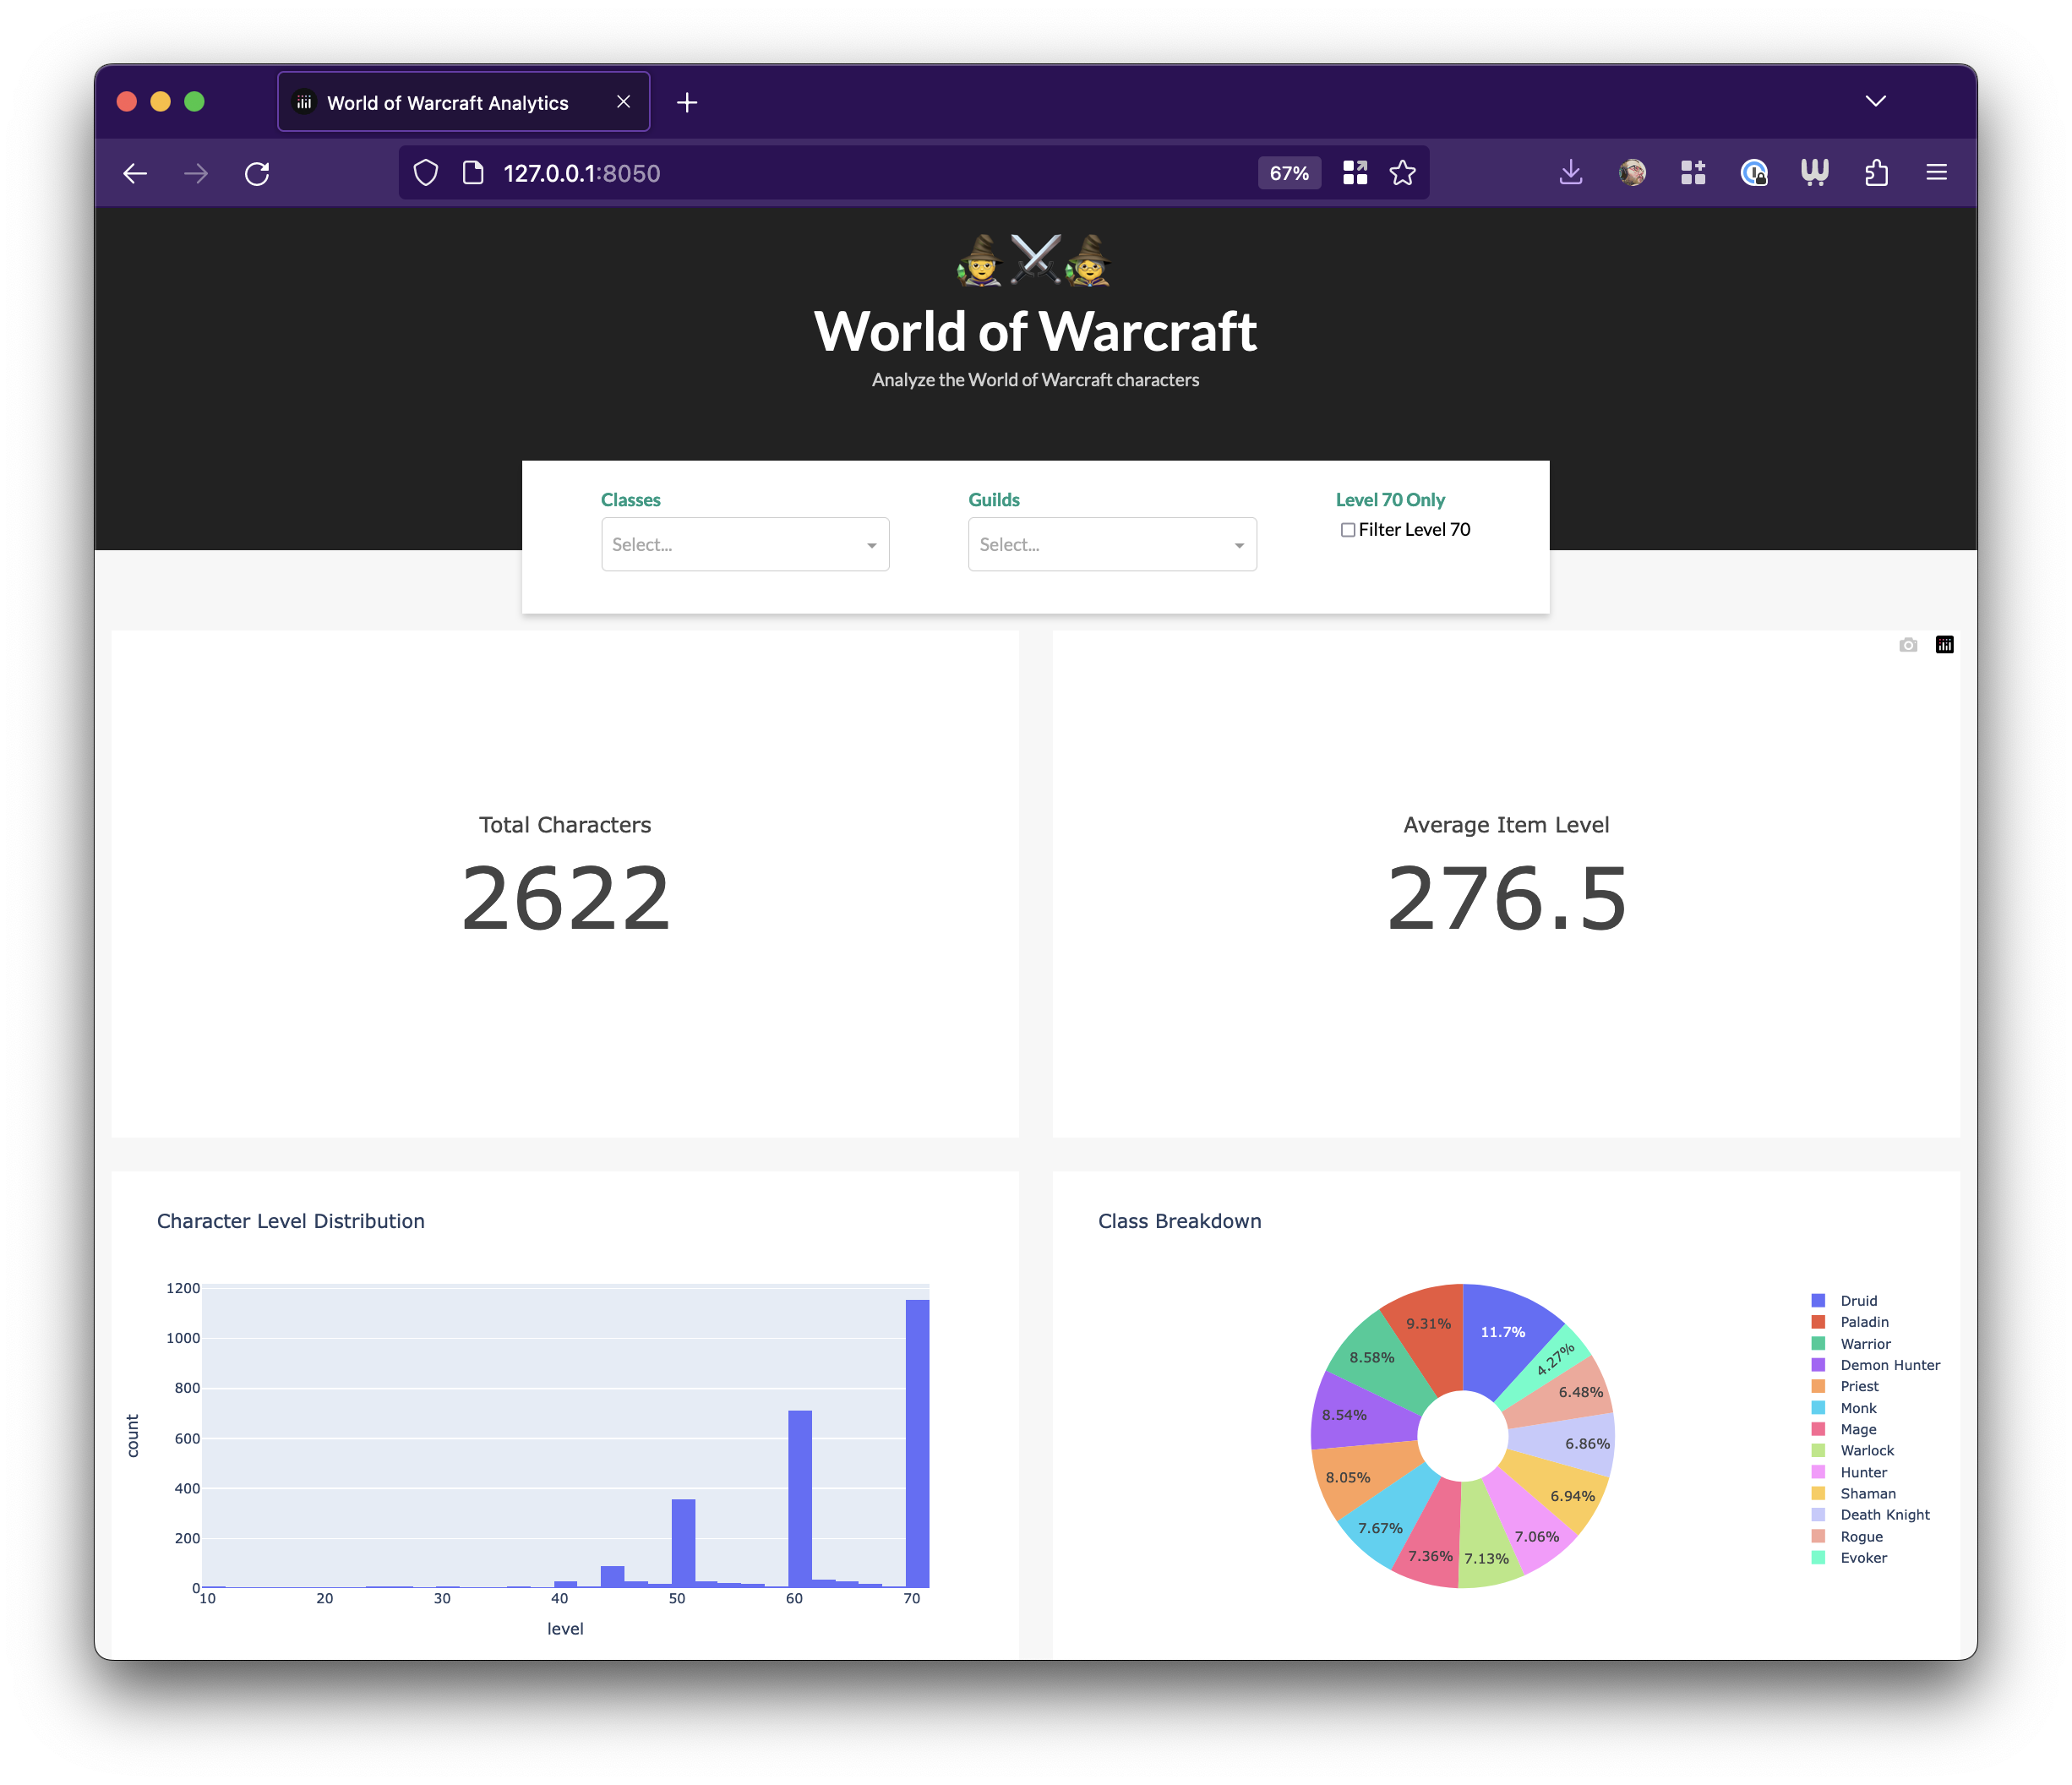 World of Warcraft Analytics
127.0.0.1:8050
67%
World of Warcraft
Analyze the World of Warcraft characters
Classes
Guilds
Level 70 Only
Select...
Select...
Filter Level 70
Total Characters
2622
Average Item Level
276.5
Character Level Distribution
1200
1000
800
600
400
200
0
count
10
20
30
40
50
60
70
level
Class Breakdown
11.7%
4.27%
6.48%
6.86%
6.94%
7.06%
7.13%
7.36%
7.67%
8.05%
8.54%
8.58%
9.31%
Druid
Paladin
Warrior
Demon Hunter
Priest
Monk
Mage
Warlock
Hunter
Shaman
Death Knight
Rogue
Evoker